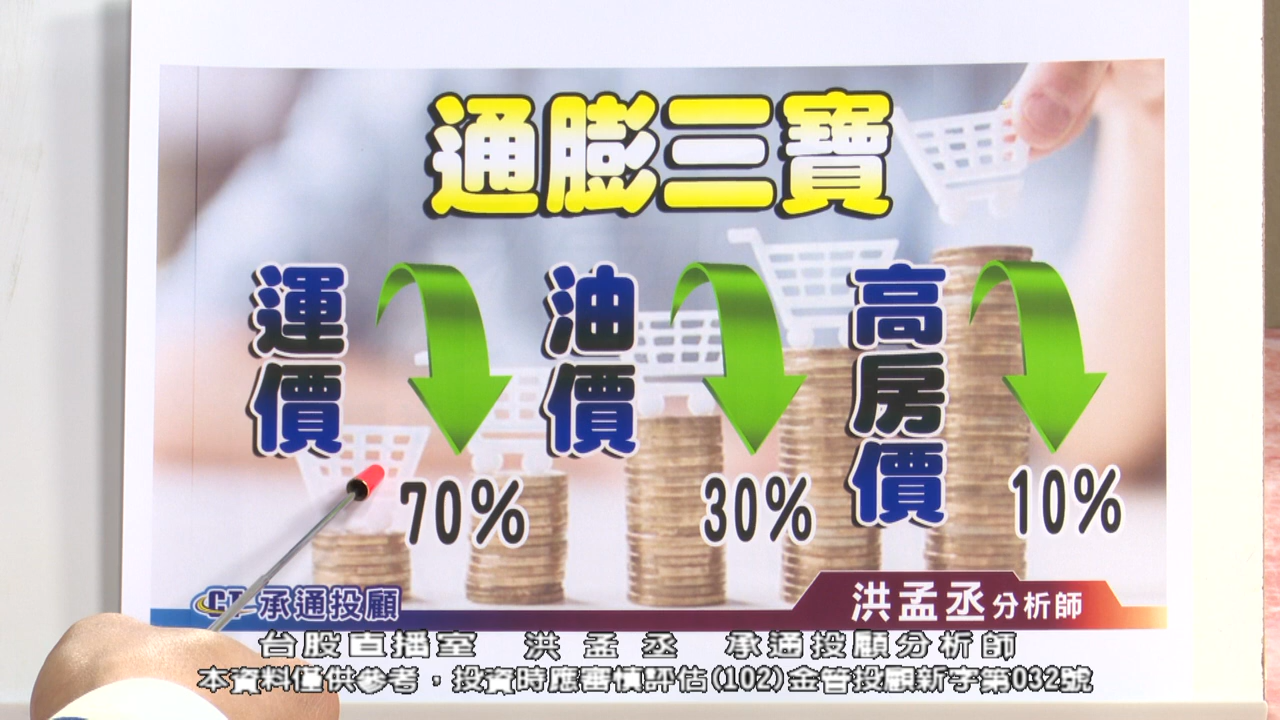 通膨三寶
運價
70%
油價
30%
高房價
10%
CT 承通投顧
洪孟丞分析師
台股直播室 洪孟丞 承通投顧分析師
本資料僅供參考，投資時應審慎評估(102)金管投顧新字第032號